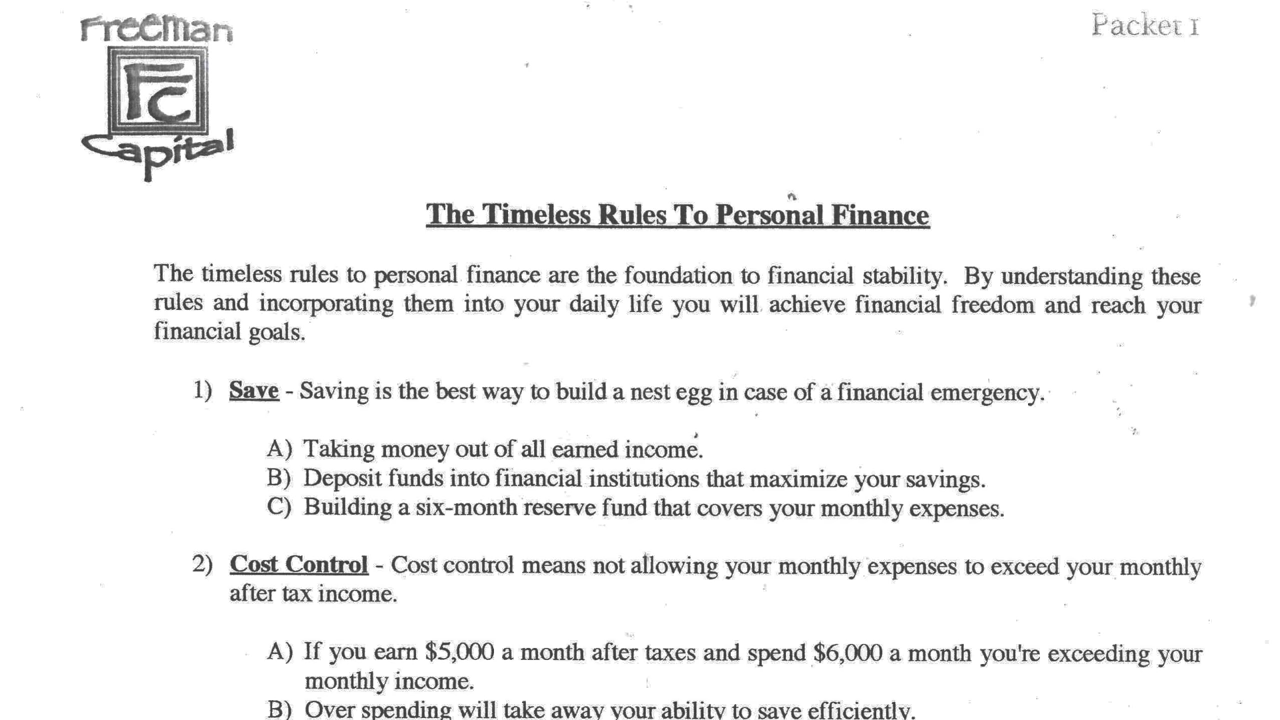 Freeman
FC
Capital
Packet 1
The Timeless Rules To Personal Finance
The timeless rules to personal finance are the foundation to financial stability. By understanding these
rules and incorporating them into your daily life you will achieve financial freedom and reach your
financial goals.
1) Save - Saving is the best way to build a nest egg in case of a financial emergency.
A) Taking money out of all earned income.
B) Deposit funds into financial institutions that maximize your savings.
C) Building a six-month reserve fund that covers your monthly expenses.
2) Cost Control - Cost control means not allowing your monthly expenses to exceed your monthly
after tax income.
A) If you earn $5,000 a month after taxes and spend $6,000 a month you're exceeding your
monthly income.
B) Over spending will take away your ability to save efficiently.